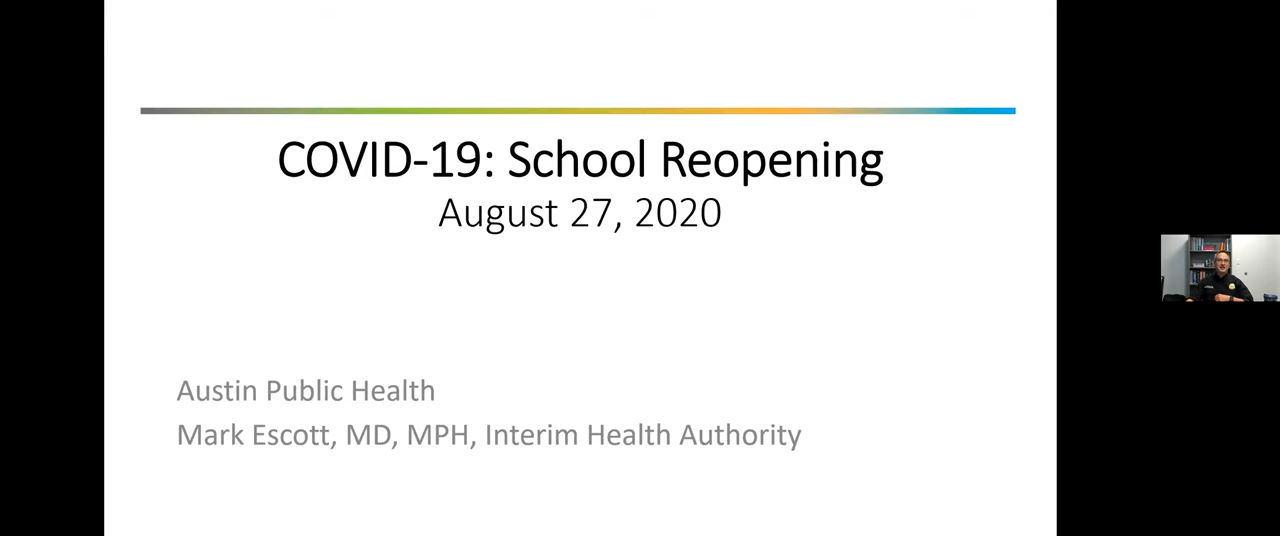 COVID-19: School Reopening
August 27, 2020
Austin Public Health
Mark Escott, MD, MPH, Interim Health Authority